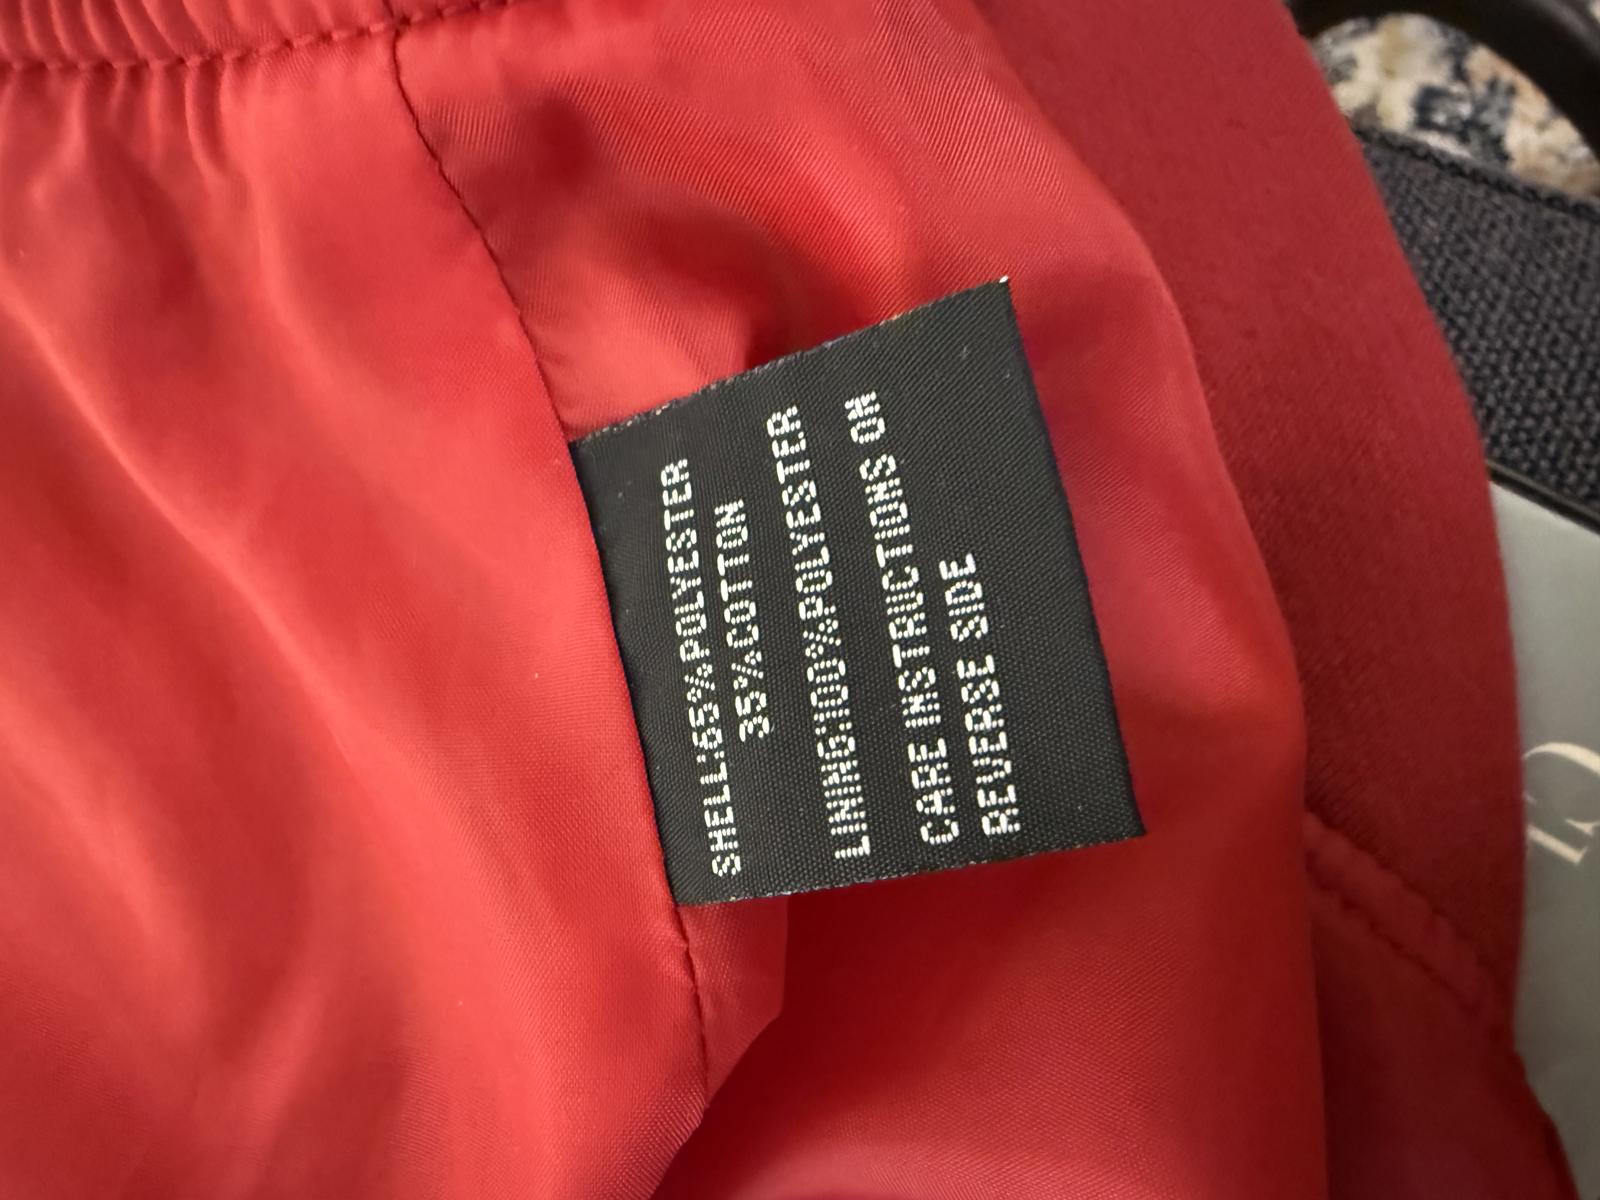 SHELL:65%POLYESTER
35%COTTON
LINING:100%POLYESTER
CARE INSTRUCTIONS ON
REVERSE SIDE